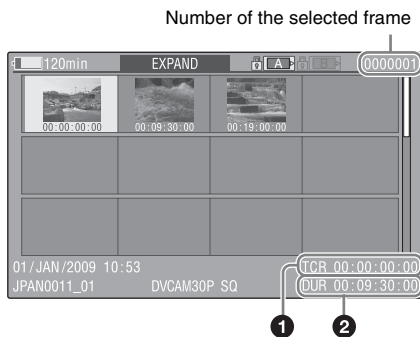 Number of the selected frame
120min EXPAND A B 0000001
00:00:00:00 00:09:30:00 00:19:00:00
01/JAN/2009 10:53 TCR 00:00:00:00
JPAN0011_01 DVCAM30P SQ DUR 00:09:30:00
1 2